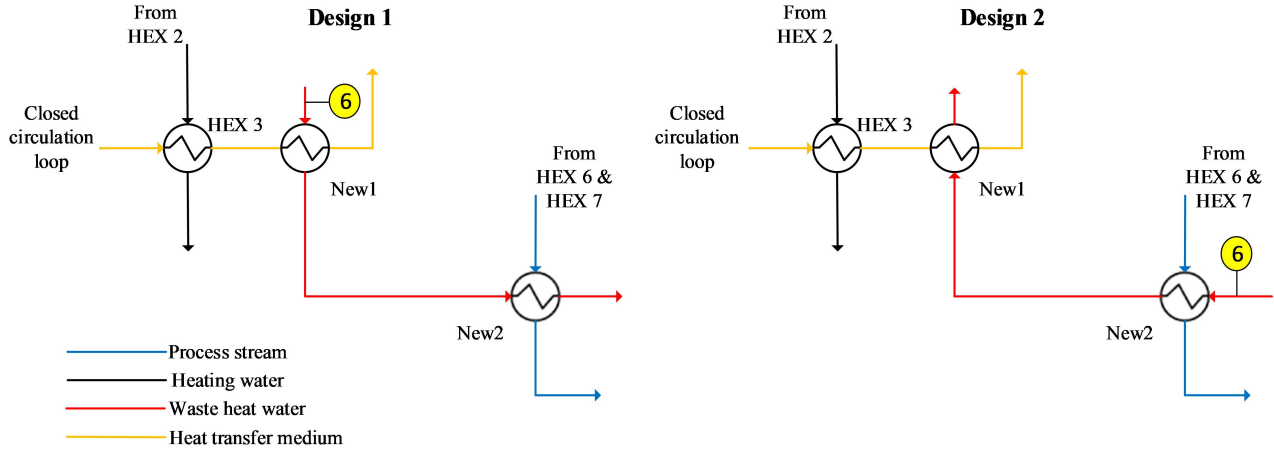 Design 1
From
HEX 2
6
Closed
circulation
loop
HEX 3
New1
From
HEX 6 &
HEX 7
New2
Process stream
Heating water
Waste heat water
Heat transfer medium
Design 2
From
HEX 2
Closed
circulation
loop
HEX 3
New1
From
HEX 6 &
HEX 7
6
New2